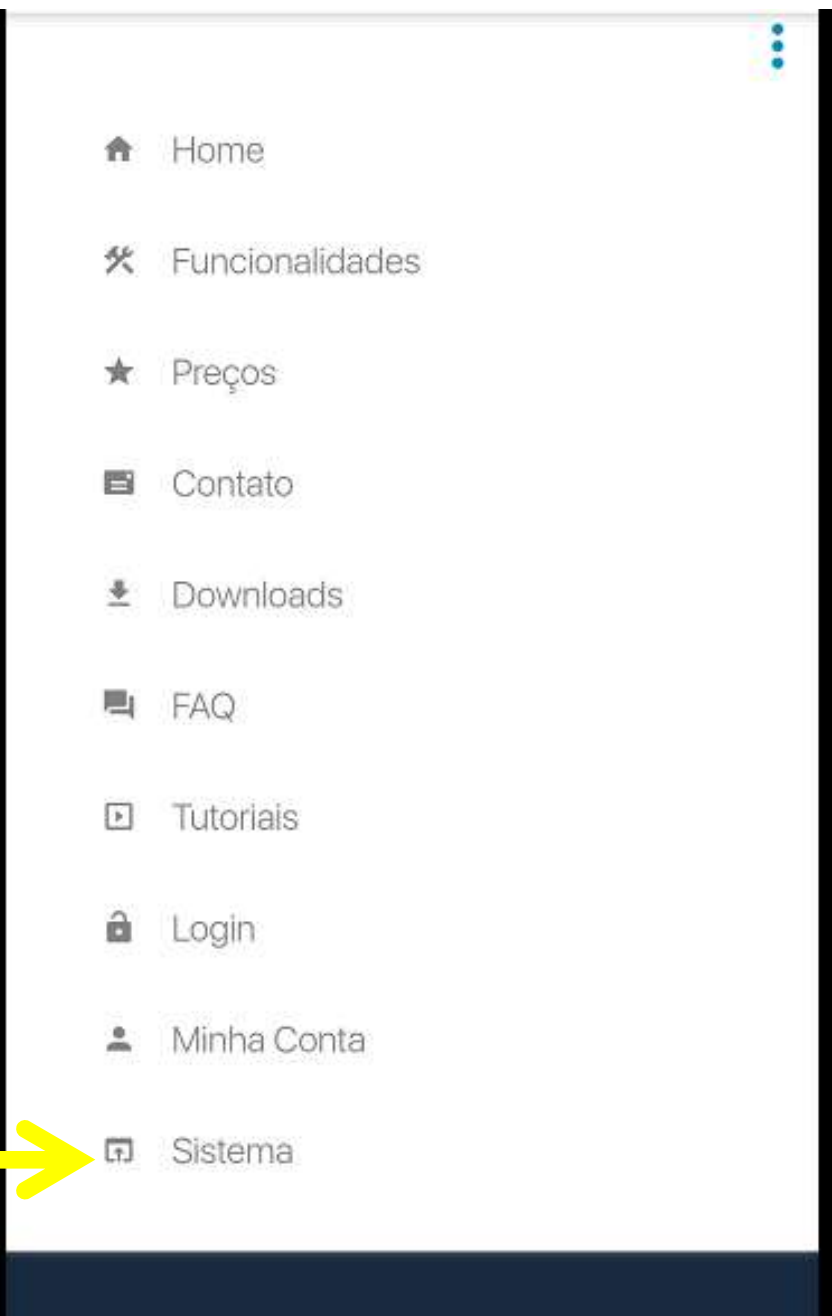 Home
Funcionalidades
Preços
Contato
Downloads
FAQ
Tutoriais
Login
Minha Conta
Sistema